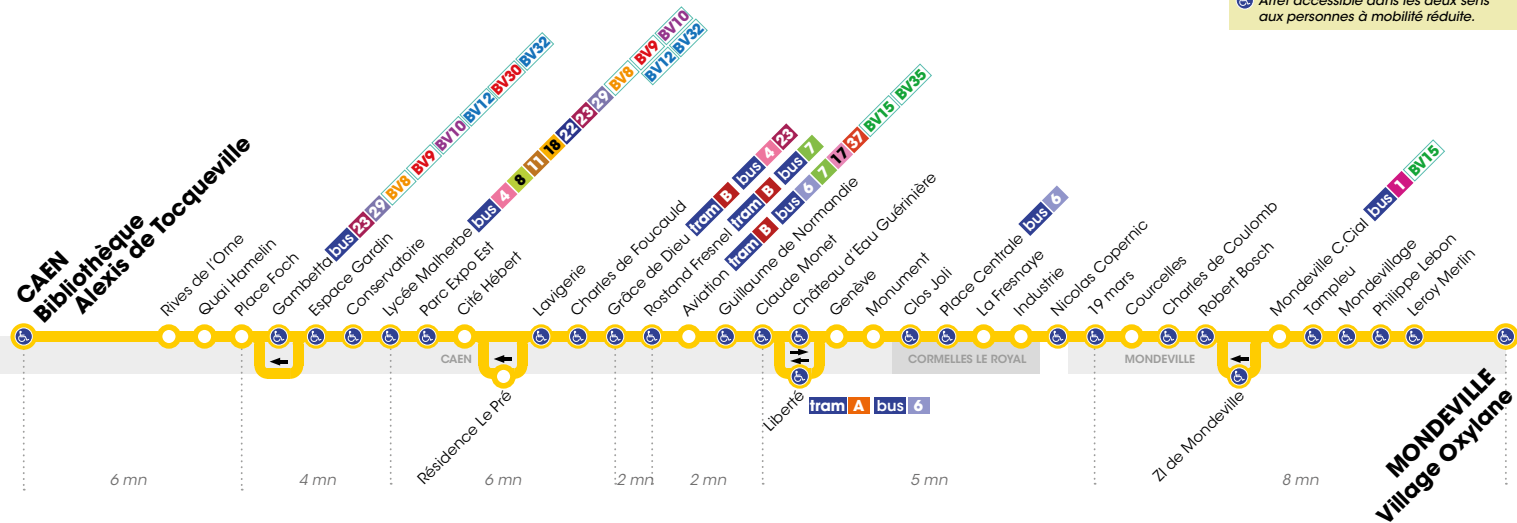 Arrêt accessible dans les deux sens
aux personnes à mobilité réduite.
CAEN
Bibliothèque
Alexis de Tocqueville
Rives de l'Orne
Quai Hamelin
Place Foch
Gambetta bus 23 29 BV8 BV9 BV10 BV12 BV30 BV32
Espace Gardin
Conservatoire
Lycée Malherbe bus 4 8 11 18 22 23 29 BV8 BV9 BV10
BV12 BV32
Parc Expo Est
Cité Hébert
Résidence Le Pré
Lavigerie
Charles de Foucauld
Grâce de Dieu tram B bus 4 23
Rostand Fresnel tram B bus 7
Aviation tram B bus 6 7 17 37 BV15 BV35
Guillaume de Normandie
Claude Monet
Château d'Eau Guérinière
Liberté tram A bus 6
Genève
Monument
Clos Joli
Place Centrale bus 6
La Fresnaye
Industrie
Nicolas Copernic
19 mars
Courcelles
Charles de Coulomb
Robert Bosch
ZI de Mondeville
Mondeville C.Cial bus 1 BV15
Tampleu
Mondevillage
Philippe Lebon
Leroy Merlin
MONDEVILLE
Village Oxylane
CAEN
CORMELLES LE ROYAL
MONDEVILLE
6 mn
4 mn
6 mn
2 mn
2 mn
5 mn
8 mn